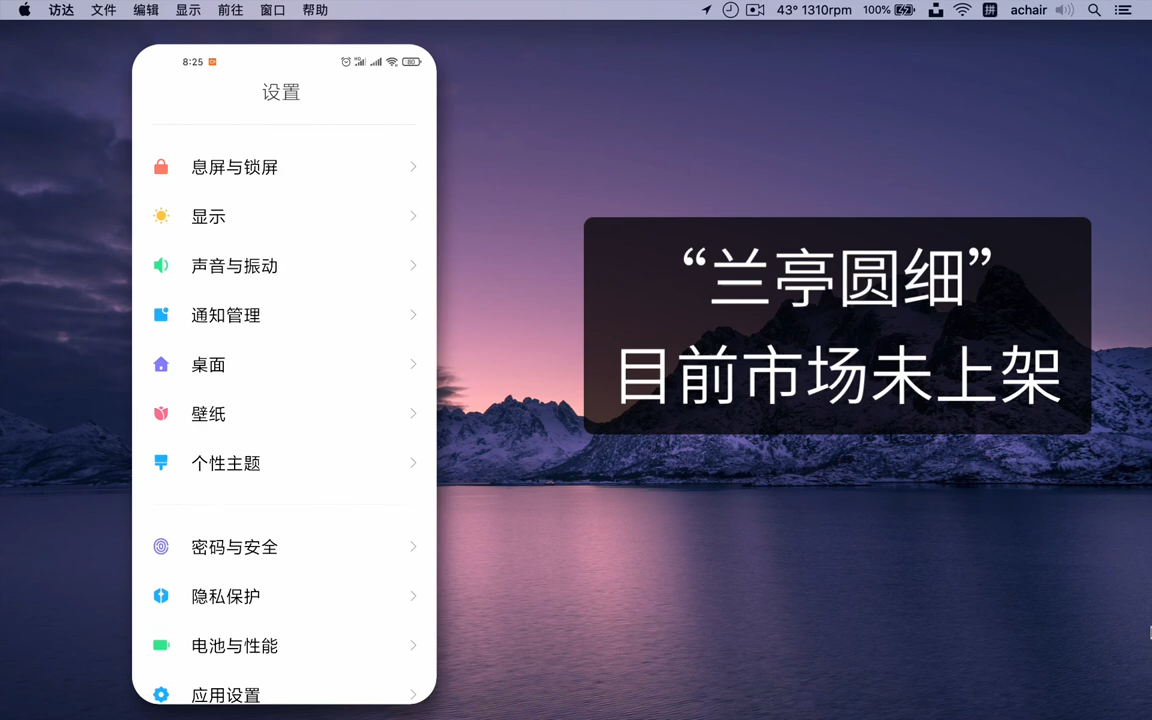 访达 文件 编辑 显示 前往 窗口 帮助 43° 1310rpm 100% 拼 achair
8:25 80
设置
息屏与锁屏
显示
声音与振动
通知管理
桌面
壁纸
个性主题
密码与安全
隐私保护
电池与性能
应用设置
“兰亭圆细”
目前市场未上架